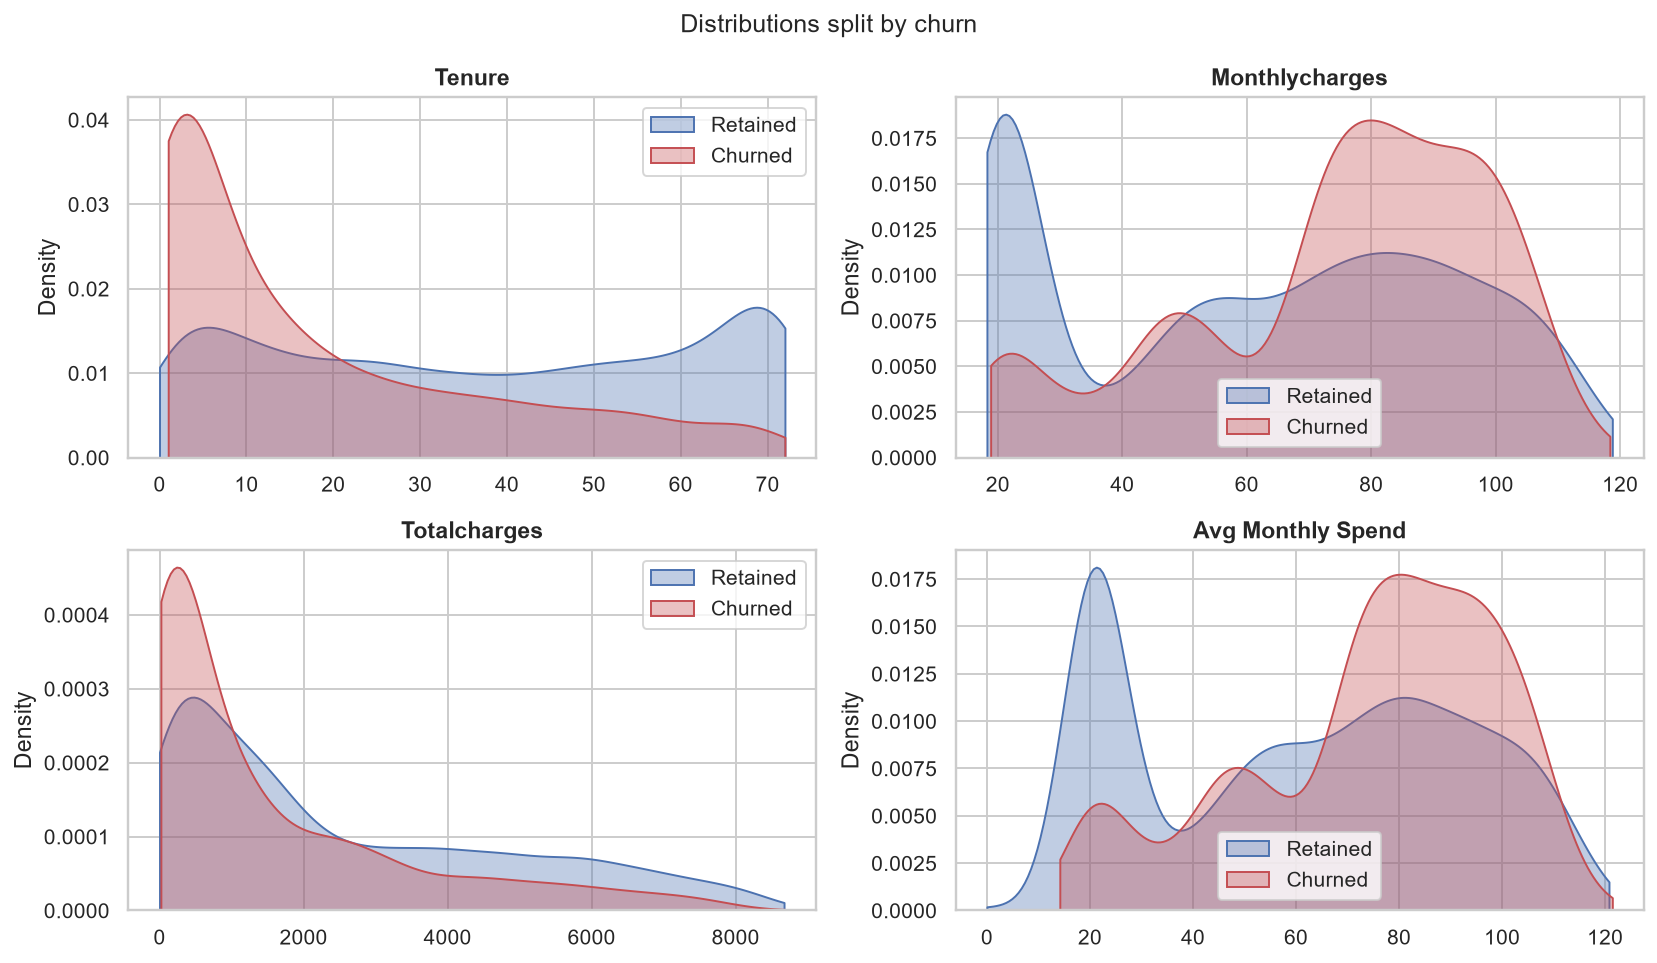 Distributions split by churn
Tenure
Density
0.04
0.03
0.02
0.01
0.00
0 10 20 30 40 50 60 70
Retained
Churned
Monthlycharges
Density
0.0175
0.0150
0.0125
0.0100
0.0075
0.0050
0.0025
0.0000
20 40 60 80 100 120
Retained
Churned
Totalcharges
Density
0.0004
0.0003
0.0002
0.0001
0.0000
0 2000 4000 6000 8000
Retained
Churned
Avg Monthly Spend
Density
0.0175
0.0150
0.0125
0.0100
0.0075
0.0050
0.0025
0.0000
0 20 40 60 80 100 120
Retained
Churned